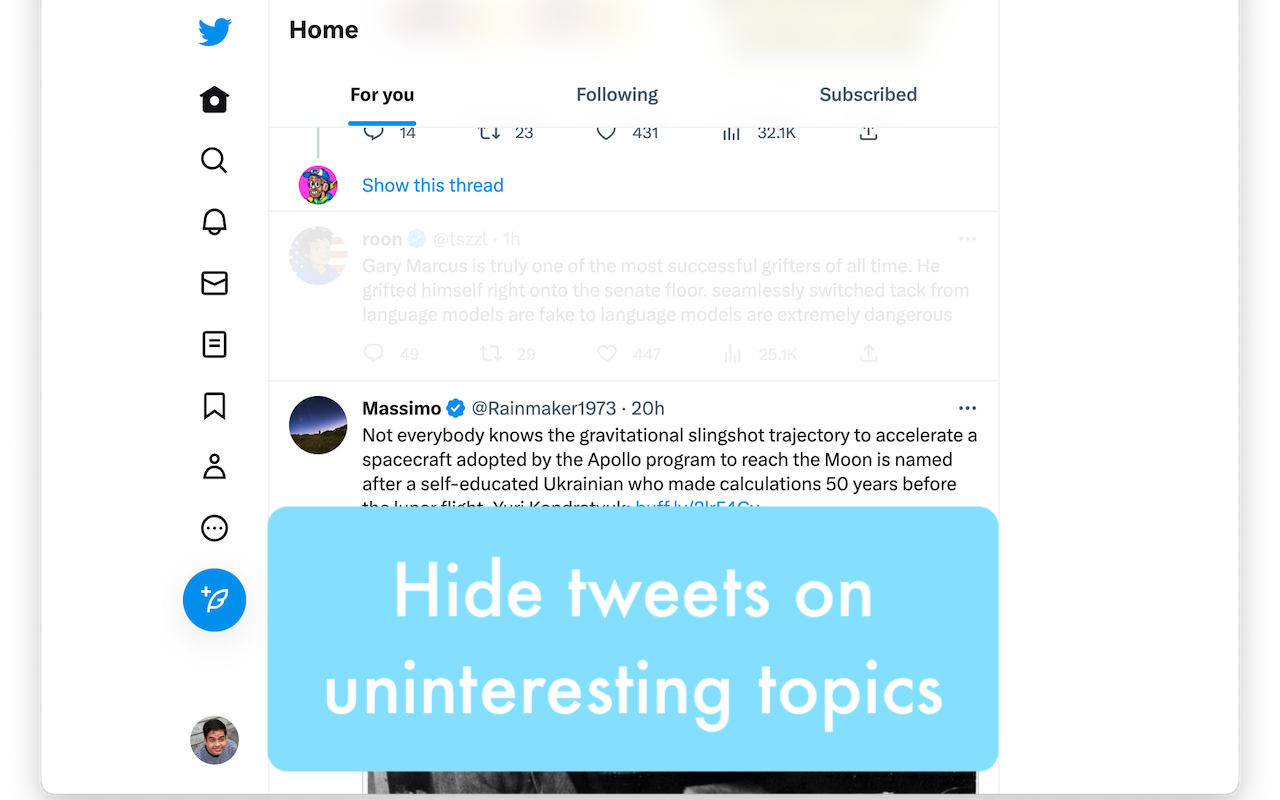 Home
For you Following Subscribed
14 23 431 32.1K
Show this thread
roon @tszzl · 1h
Gary Marcus is truly one of the most successful grifters of all time. He
grifted himself right onto the senate floor. seamlessly switched tack from
language models are fake to language models are extremely dangerous
49 29 447 25.1K
Massimo @Rainmaker1973 · 20h
Not everybody knows the gravitational slingshot trajectory to accelerate a
spacecraft adopted by the Apollo program to reach the Moon is named
after a self-educated Ukrainian who made calculations 50 years before
the lunar flight, Yuri Kondratyuk:
Hide tweets on
uninteresting topics